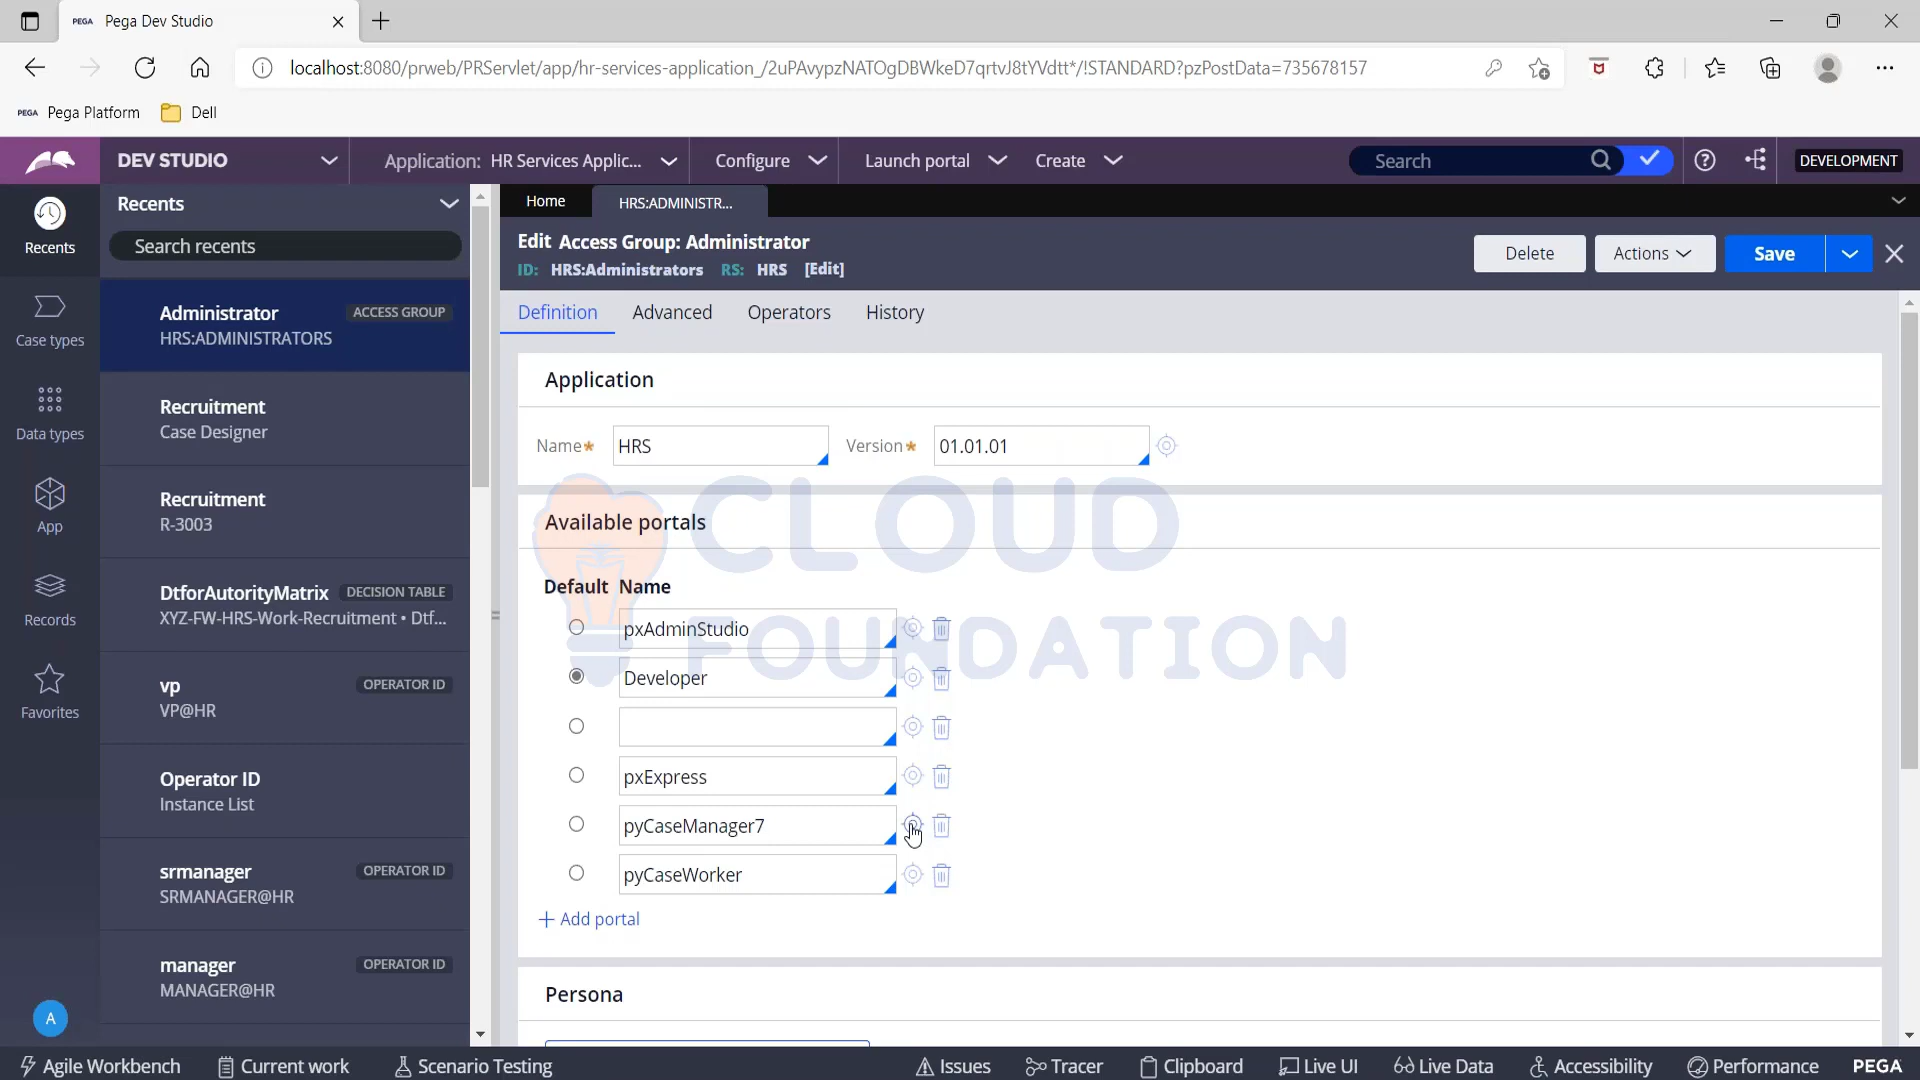 PEGA Pega Dev Studio
localhost:8080/prweb/PRServlet/app/hr-services-application_/2uPAvypzNATOgDBWkeD7qrtvJ8tYVdtt*/!STANDARD?pzPostData=735678157
PEGA Pega Platform Dell
DEV STUDIO Application: HR Services Applic... Configure Launch portal Create Search DEVELOPMENT
Recents
Recents
Search recents
Administrator ACCESS GROUP
HRS:ADMINISTRATORS
Recruitment
Case Designer
Recruitment
R-3003
DtforAutorityMatrix DECISION TABLE
XYZ-FW-HRS-Work-Recruitment • Dtf...
vp OPERATOR ID
VP@HR
Operator ID
Instance List
srmanager OPERATOR ID
SRMANAGER@HR
manager OPERATOR ID
MANAGER@HR
Case types
Data types
App
Records
Favorites
A
Home HRS:ADMINISTR...
Edit Access Group: Administrator
ID: HRS:Administrators RS: HRS [Edit]
Delete Actions Save
Definition Advanced Operators History
Application
Name* HRS Version* 01.01.01
Available portals
CLOUD
FOUNDATION
Default Name
pxAdminStudio
Developer
pxExpress
pyCaseManager7
pyCaseWorker
+ Add portal
Persona
Agile Workbench Current work Scenario Testing Issues Tracer Clipboard Live UI Live Data Accessibility Performance PEGA